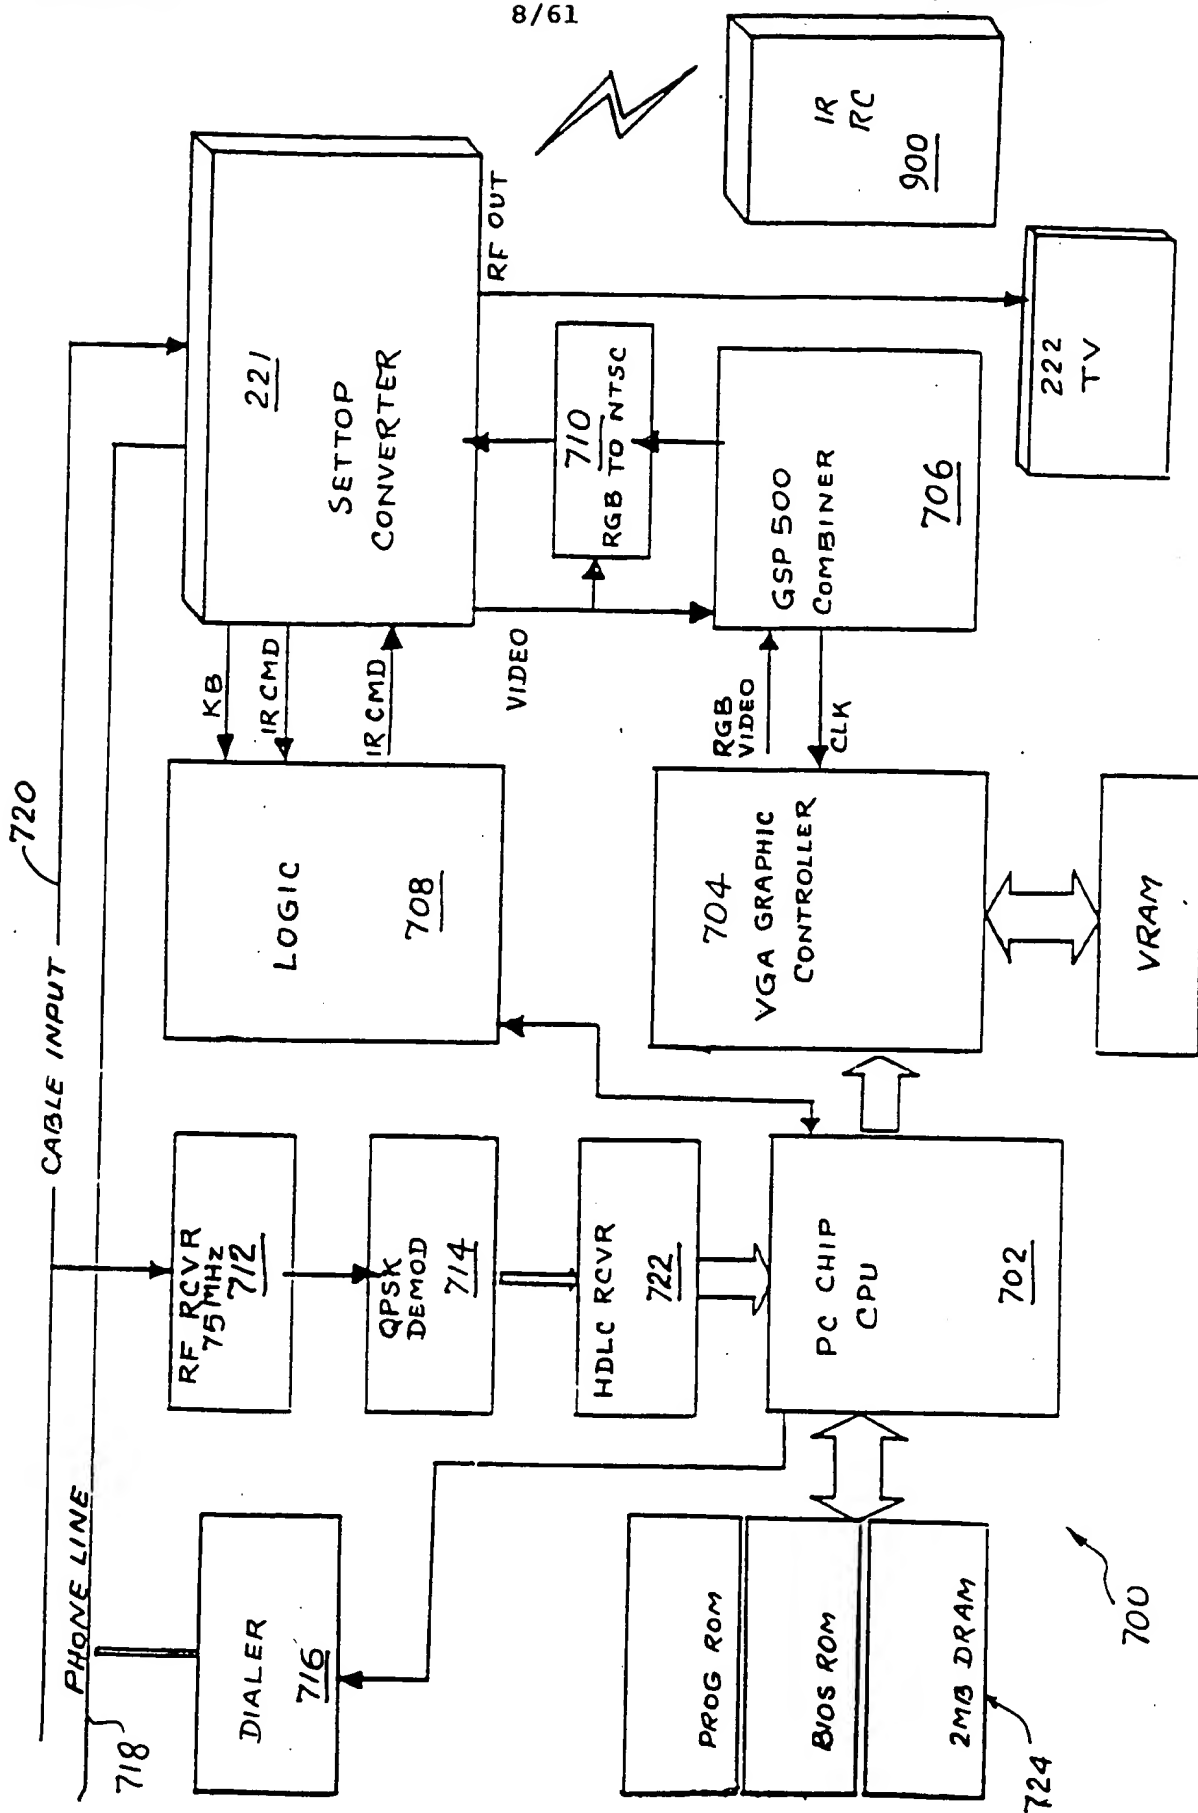 8/61
720
CABLE INPUT
PHONE LINE
718
DIALER
716
RF RCVR
75MHz
712
QPSK
DEMOD
714
HDLC RCVR
722
PC CHIP
CPU
702
PROG ROM
BIOS ROM
2MB DRAM
724
700
LOGIC
708
KB
IR CMD
IR CMD
704
VGA GRAPHIC
CONTROLLER
VRAM
RGB
VIDEO
CLK
221
SETTOP
CONVERTER
VIDEO
RF OUT
710
RGB TO NTSC
GSP 500
COMBINER
706
222
TV
IR
RC
900